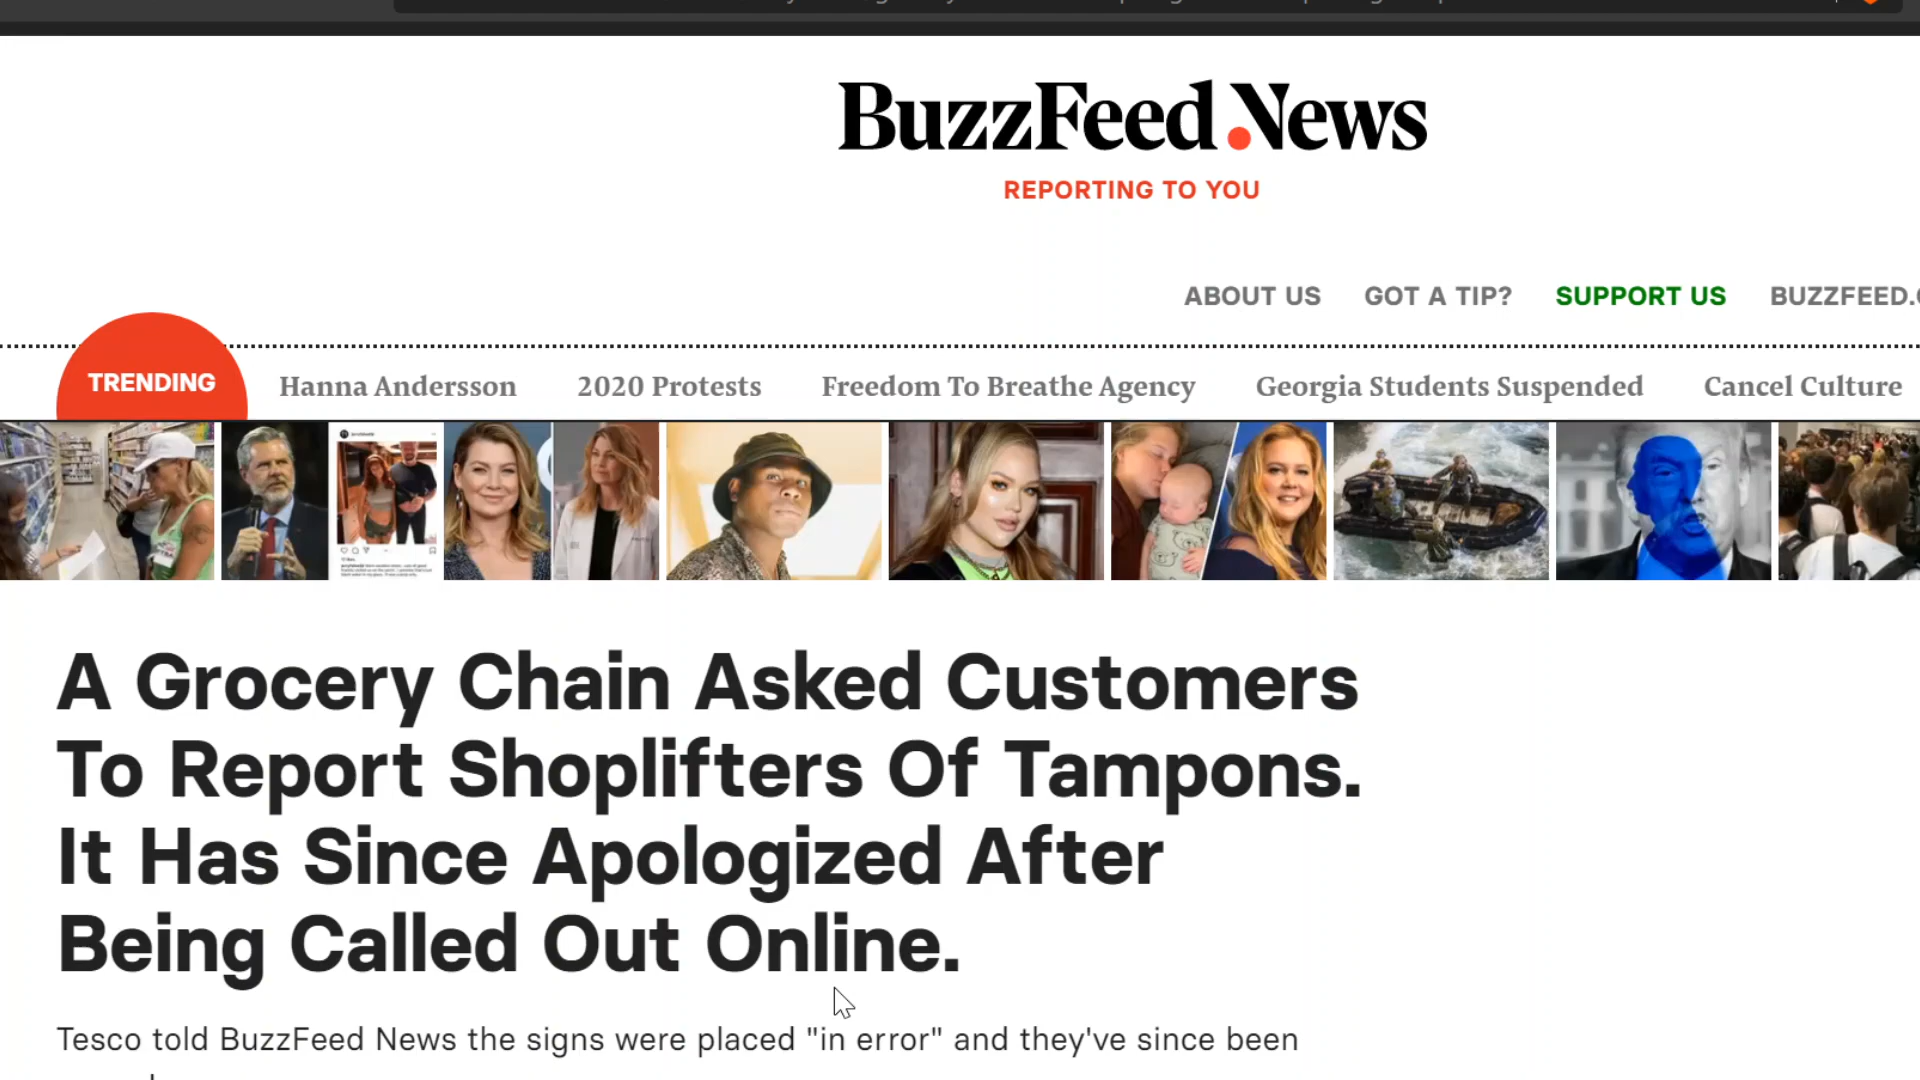 BuzzFeed News
REPORTING TO YOU
ABOUT US GOT A TIP? SUPPORT US
TRENDING Hanna Andersson 2020 Protests Freedom To Breathe Agency Georgia Students Suspended Cancel Culture
A Grocery Chain Asked Customers
To Report Shoplifters Of Tampons.
It Has Since Apologized After
Being Called Out Online.
Tesco told BuzzFeed News the signs were placed "in error" and they've since been